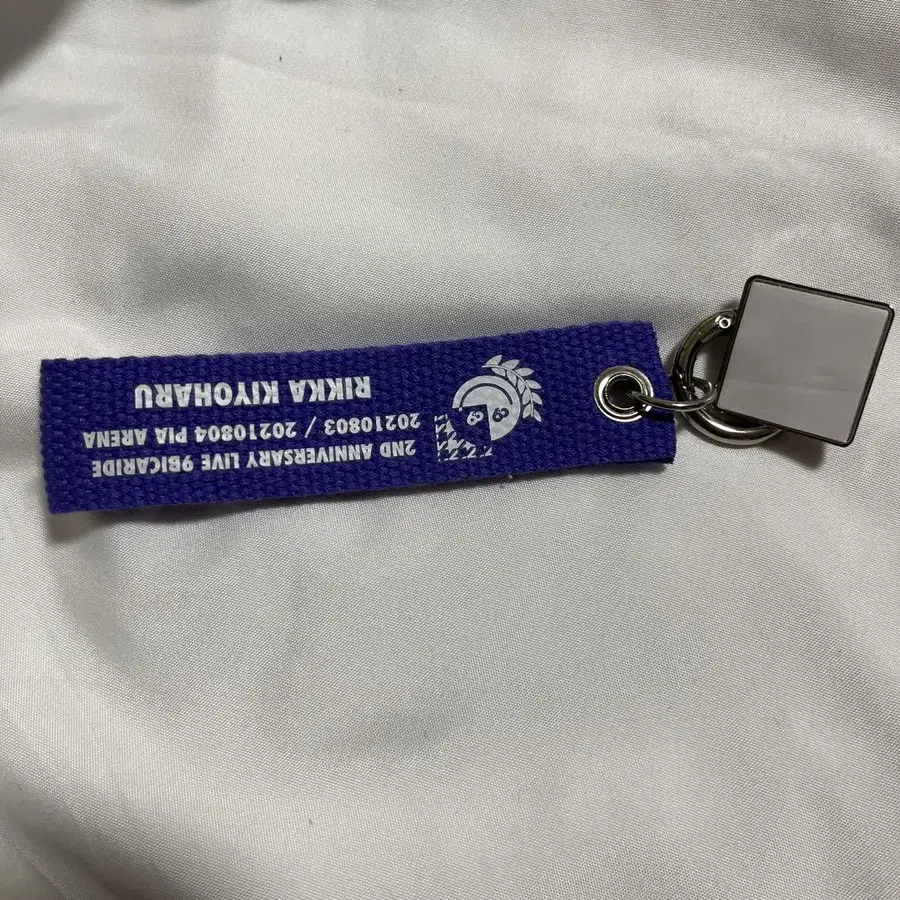 2ND ANNIVERSARY LIVE 9BICARIDE
20210803 / 20210804 PIA ARENA
RIKKA KIYOHARU